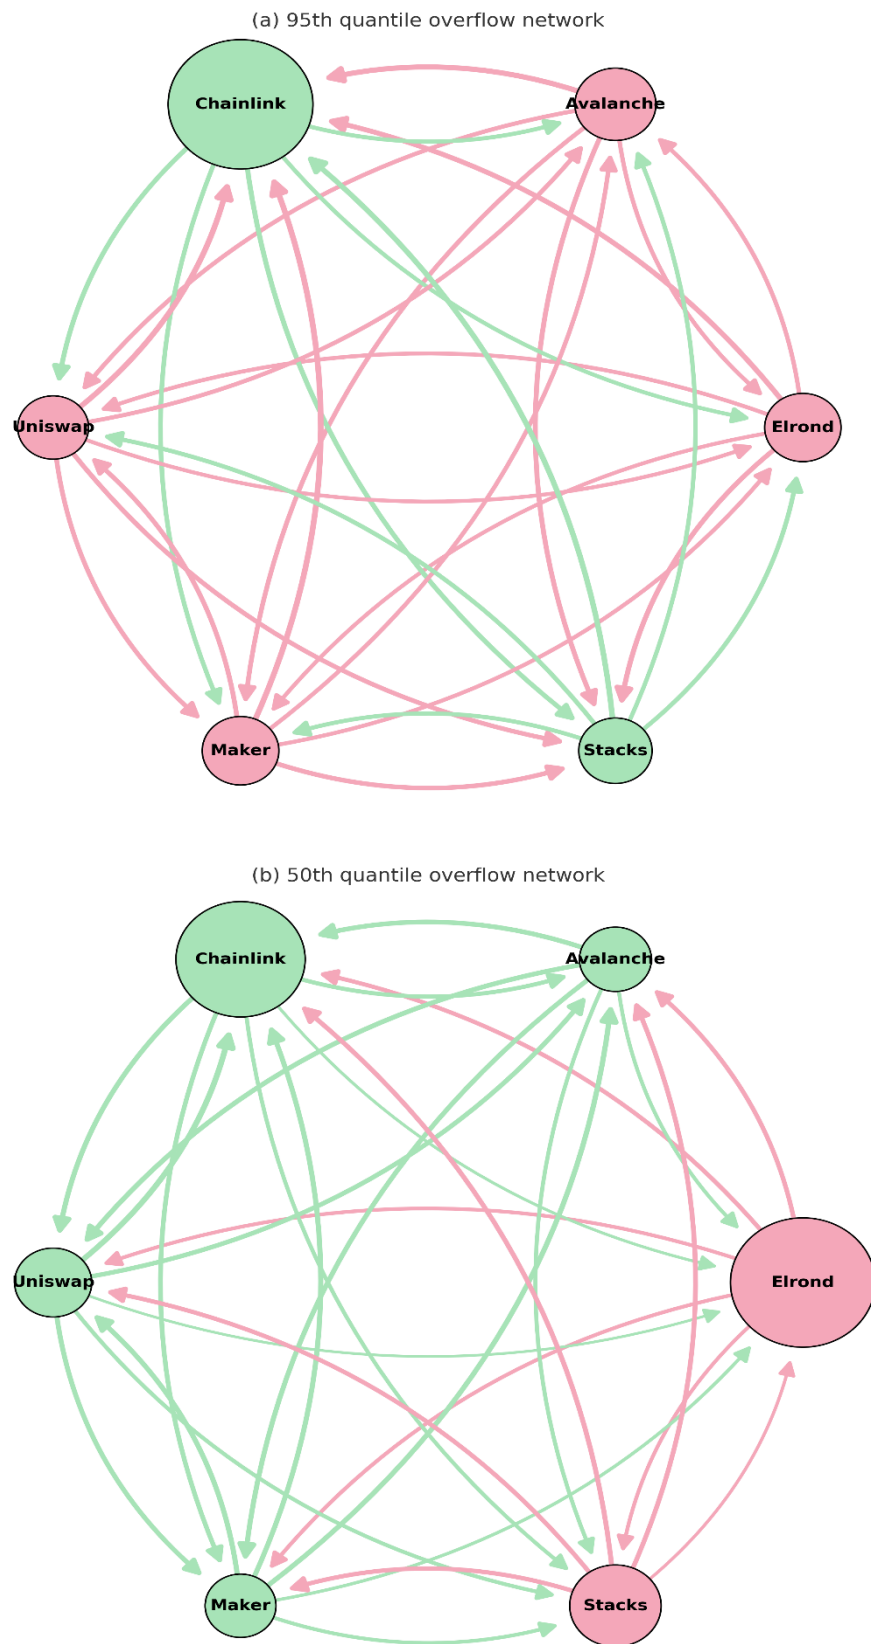 (a) 95th quantile overflow network
Chainlink
Avalanche
Uniswap
Elrond
Maker
Stacks
(b) 50th quantile overflow network
Chainlink
Avalanche
Uniswap
Elrond
Maker
Stacks